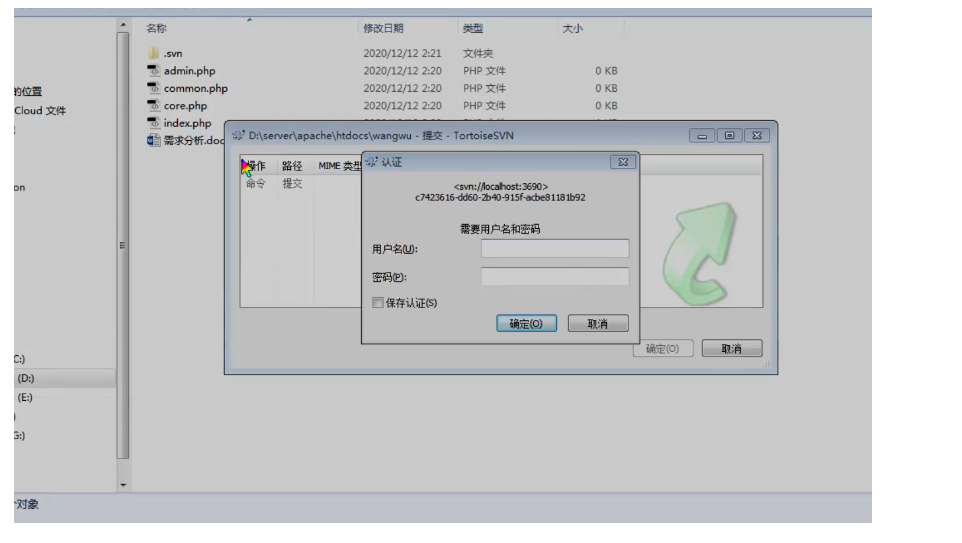 名称 修改日期 类型 大小
.svn 2020/12/12 2:21 文件夹
admin.php 2020/12/12 2:20 PHP 文件 0 KB
的位置 common.php 2020/12/12 2:20 PHP 文件 0 KB
Cloud 文件 core.php 2020/12/12 2:20 PHP 文件 0 KB
index.php
需求分析.doc
D:\server\apache\htdocs\wangwu - 提交 - TortoiseSVN
操作 路径 MIME 类型
命令 提交
认证
<svn://localhost:3690>
c7423616-dd60-2b40-915f-acbe81181b92
需要用户名和密码
用户名(U):
密码(P):
保存认证(S)
确定(O) 取消
确定(O) 取消
on
C:)
(D:)
(E:)
G:)
个对象